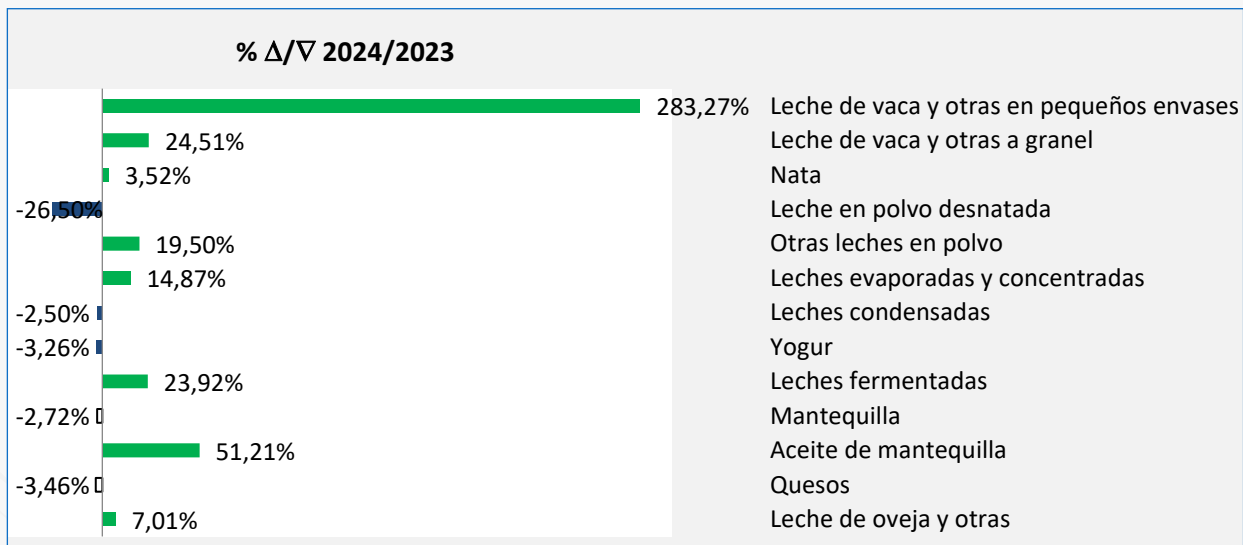 % Δ/∇ 2024/2023
283,27% Leche de vaca y otras en pequeños envases
24,51% Leche de vaca y otras a granel
3,52% Nata
-26,50% Leche en polvo desnatada
19,50% Otras leches en polvo
14,87% Leches evaporadas y concentradas
-2,50% Leches condensadas
-3,26% Yogur
23,92% Leches fermentadas
-2,72% Mantequilla
51,21% Aceite de mantequilla
-3,46% Quesos
7,01% Leche de oveja y otras